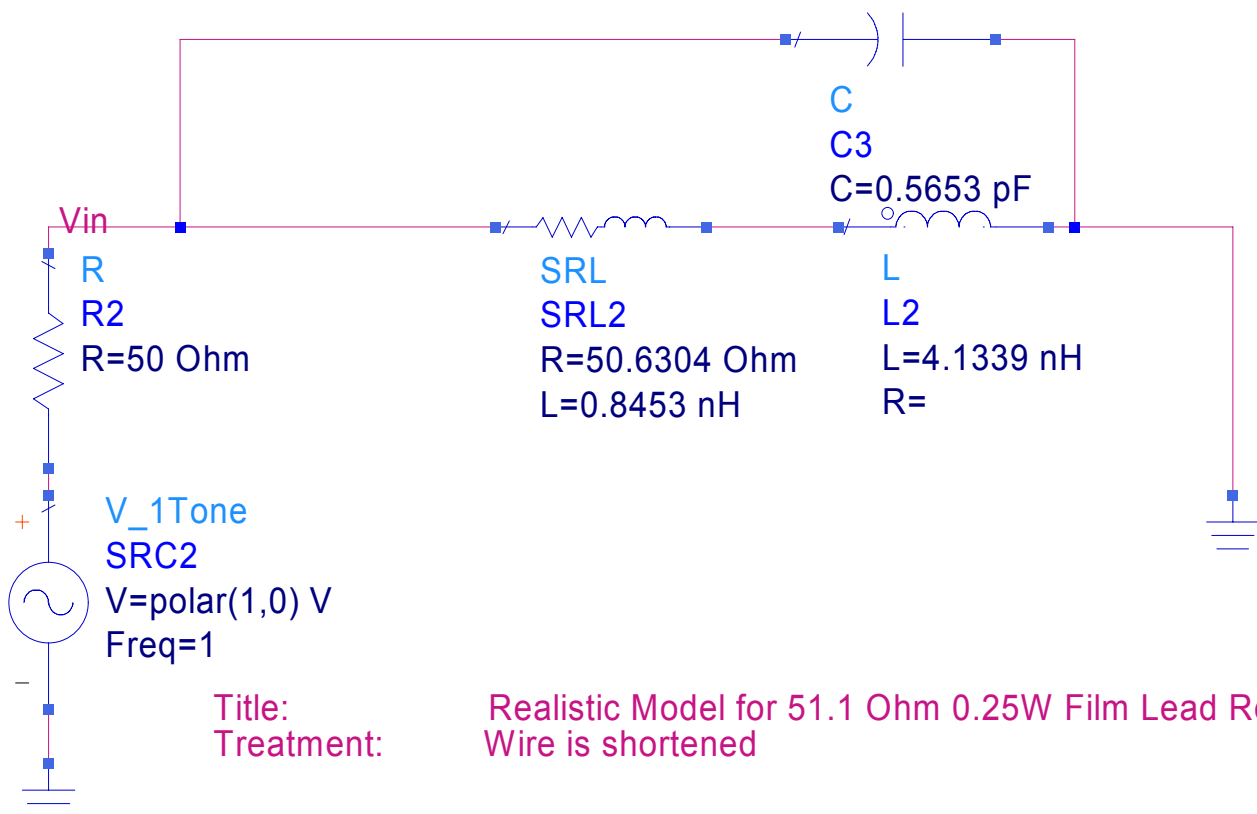 C
C3
C=0.5653 pF
Vin
R
R2
R=50 Ohm
SRL
SRL2
R=50.6304 Ohm
L=0.8453 nH
L
L2
L=4.1339 nH
R=
+
V_1Tone
SRC2
V=polar(1,0) V
Freq=1
–
Title: Realistic Model for 51.1 Ohm 0.25W Film Lead
Treatment: Wire is shortened